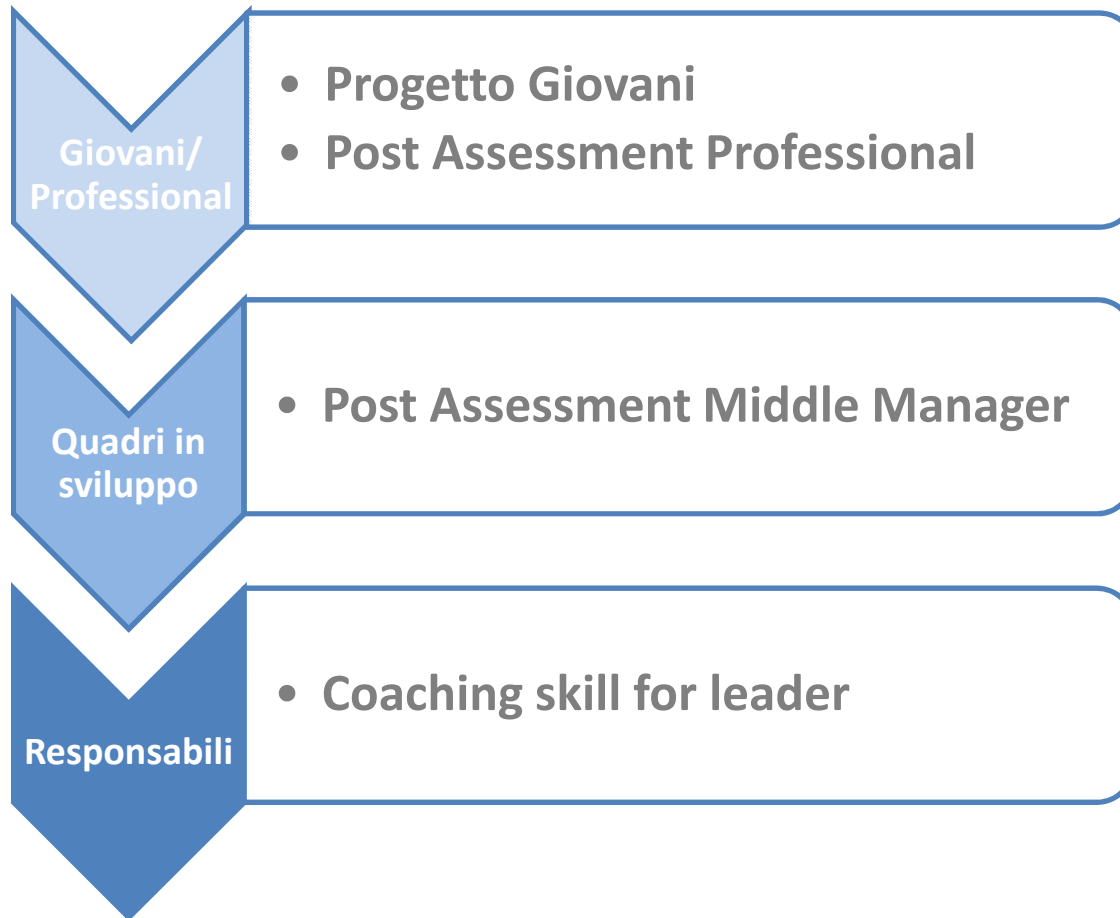 Giovani/
Professional
• Progetto Giovani
• Post Assessment Professional
Quadri in
sviluppo
• Post Assessment Middle Manager
Responsabili
• Coaching skill for leader